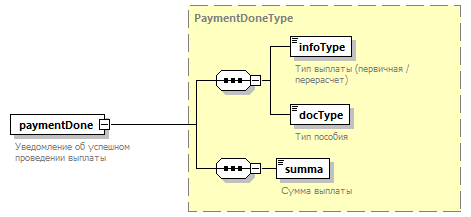 PaymentDoneType
infoType
Тип выплаты (первичная /
перерасчет)
docType
Тип пособия
paymentDone
Уведомление об успешном
проведении выплаты
summa
Сумма выплаты